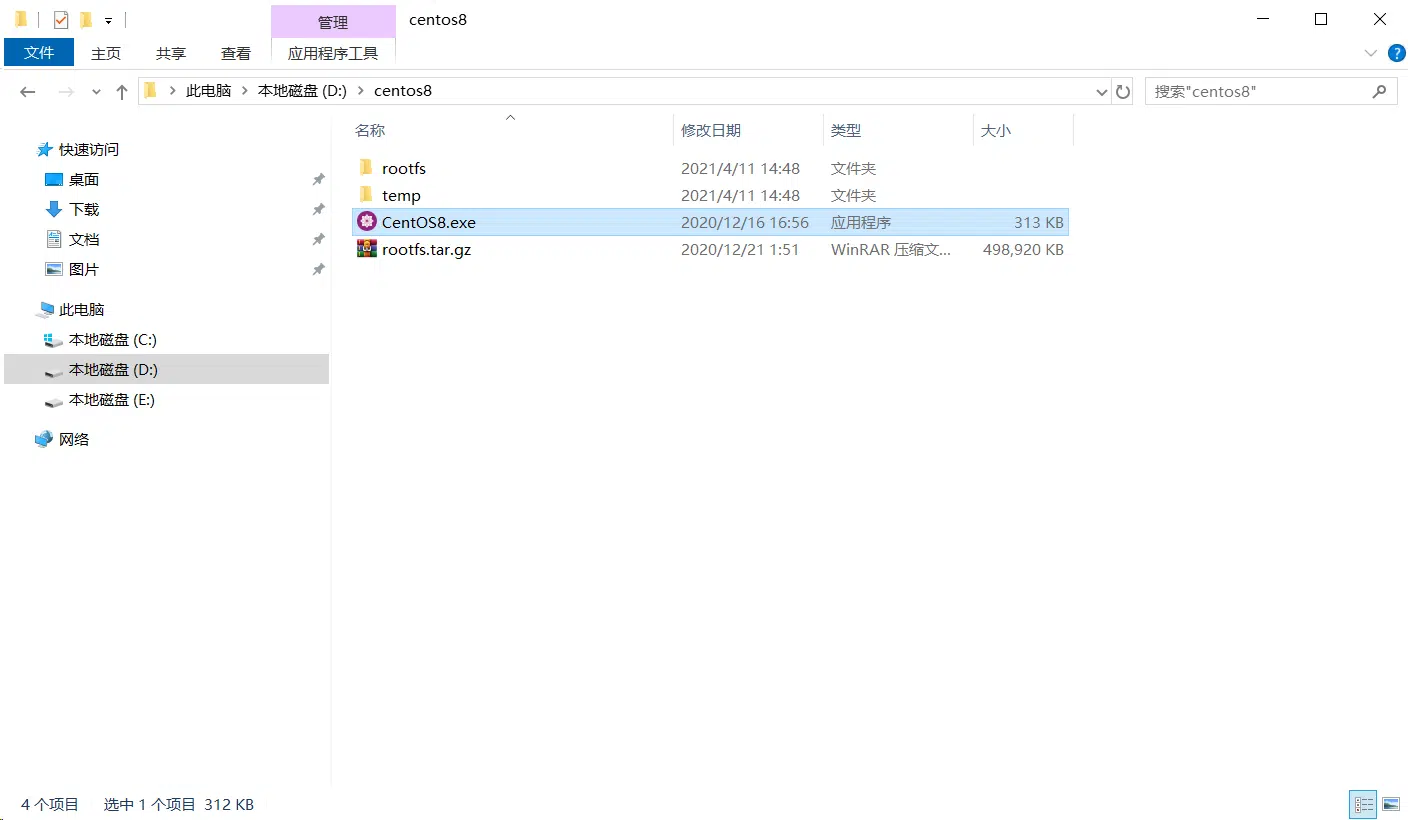 管理
centos8
文件
主页
共享
查看
应用程序工具
此电脑
本地磁盘 (D:)
centos8
搜索"centos8"
快速访问
桌面
下载
文档
图片
此电脑
本地磁盘 (C:)
本地磁盘 (D:)
本地磁盘 (E:)
网络
名称 修改日期 类型 大小
rootfs 2021/4/11 14:48 文件夹
temp 2021/4/11 14:48 文件夹
CentOS8.exe 2020/12/16 16:56 应用程序 313 KB
rootfs.tar.gz 2020/12/21 1:51 WinRAR 压缩文... 498,920 KB
4 个项目 选中 1 个项目 312 KB